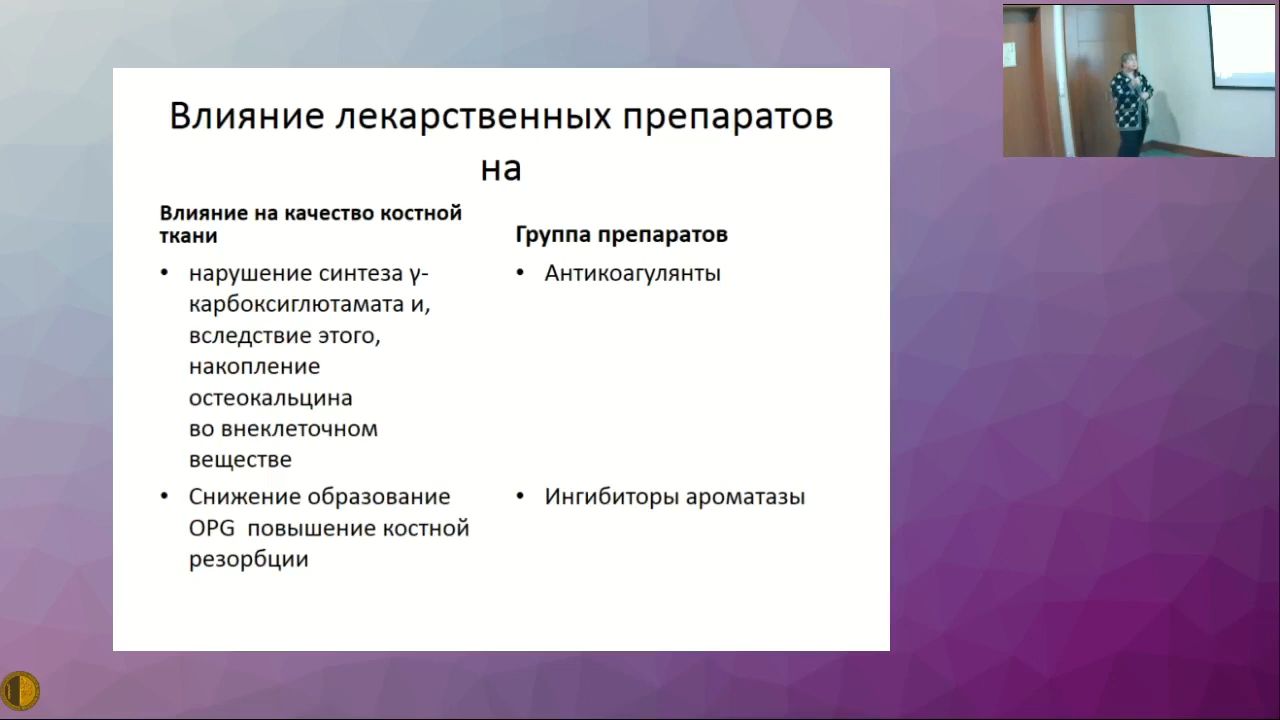 Влияние лекарственных препаратов
на
Влияние на качество костной
ткани
• нарушение синтеза γ-
карбоксиглютамата и,
вследствие этого,
накопление
остеокальцина
во внеклеточном
веществе
• Снижение образование
OPG повышение костной
резорбции
Группа препаратов
• Антикоагулянты
• Ингибиторы ароматазы